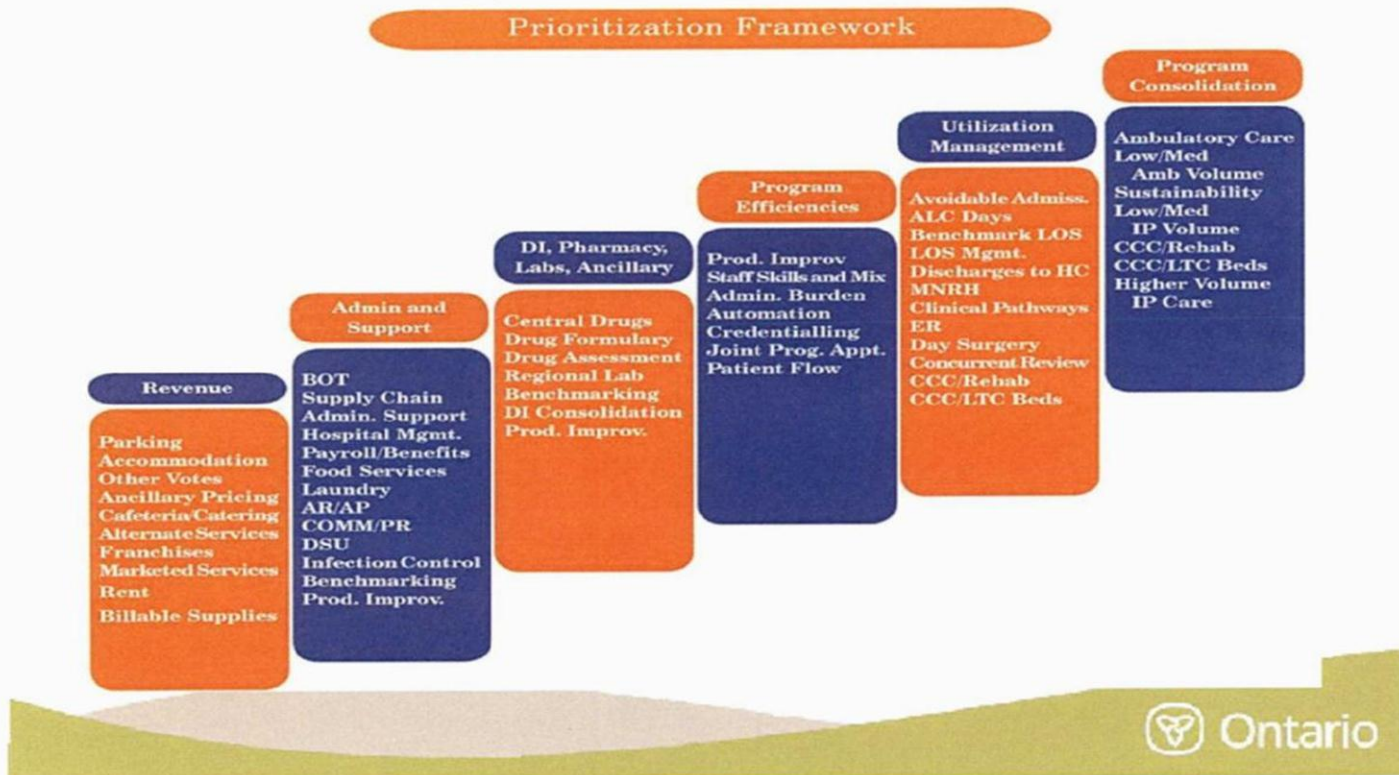 Prioritization Framework
Revenue
Parking
Accommodation
Other Votes
Ancillary Pricing
Cafeteria/Catering
Alternate Services
Franchises
Marketed Services
Rent
Billable Supplies
Admin and
Support
BOT
Supply Chain
Admin. Support
Hospital Mgmt.
Payroll/Benefits
Food Services
Laundry
AR/AP
COMM/PR
DSU
Infection Control
Benchmarking
Prod. Improv.
DI, Pharmacy,
Labs, Ancillary
Central Drugs
Drug Formulary
Drug Assessment
Regional Lab
Benchmarking
DI Consolidation
Prod. Improv.
Program
Efficiencies
Prod. Improv
Staff Skills and Mix
Admin. Burden
Automation
Credentialling
Joint Prog. Appt.
Patient Flow
Utilization
Management
Avoidable Admiss.
ALC Days
Benchmark LOS
LOS Mgmt.
Discharges to HC
MNRH
Clinical Pathways
ER
Day Surgery
Concurrent Review
CCC/Rehab
CCC/LTC Beds
Program
Consolidation
Ambulatory Care
Low/Med
Amb Volume
Sustainability
Low/Med
IP Volume
CCC/Rehab
CCC/LTC Beds
Higher Volume
IP Care
Ontario